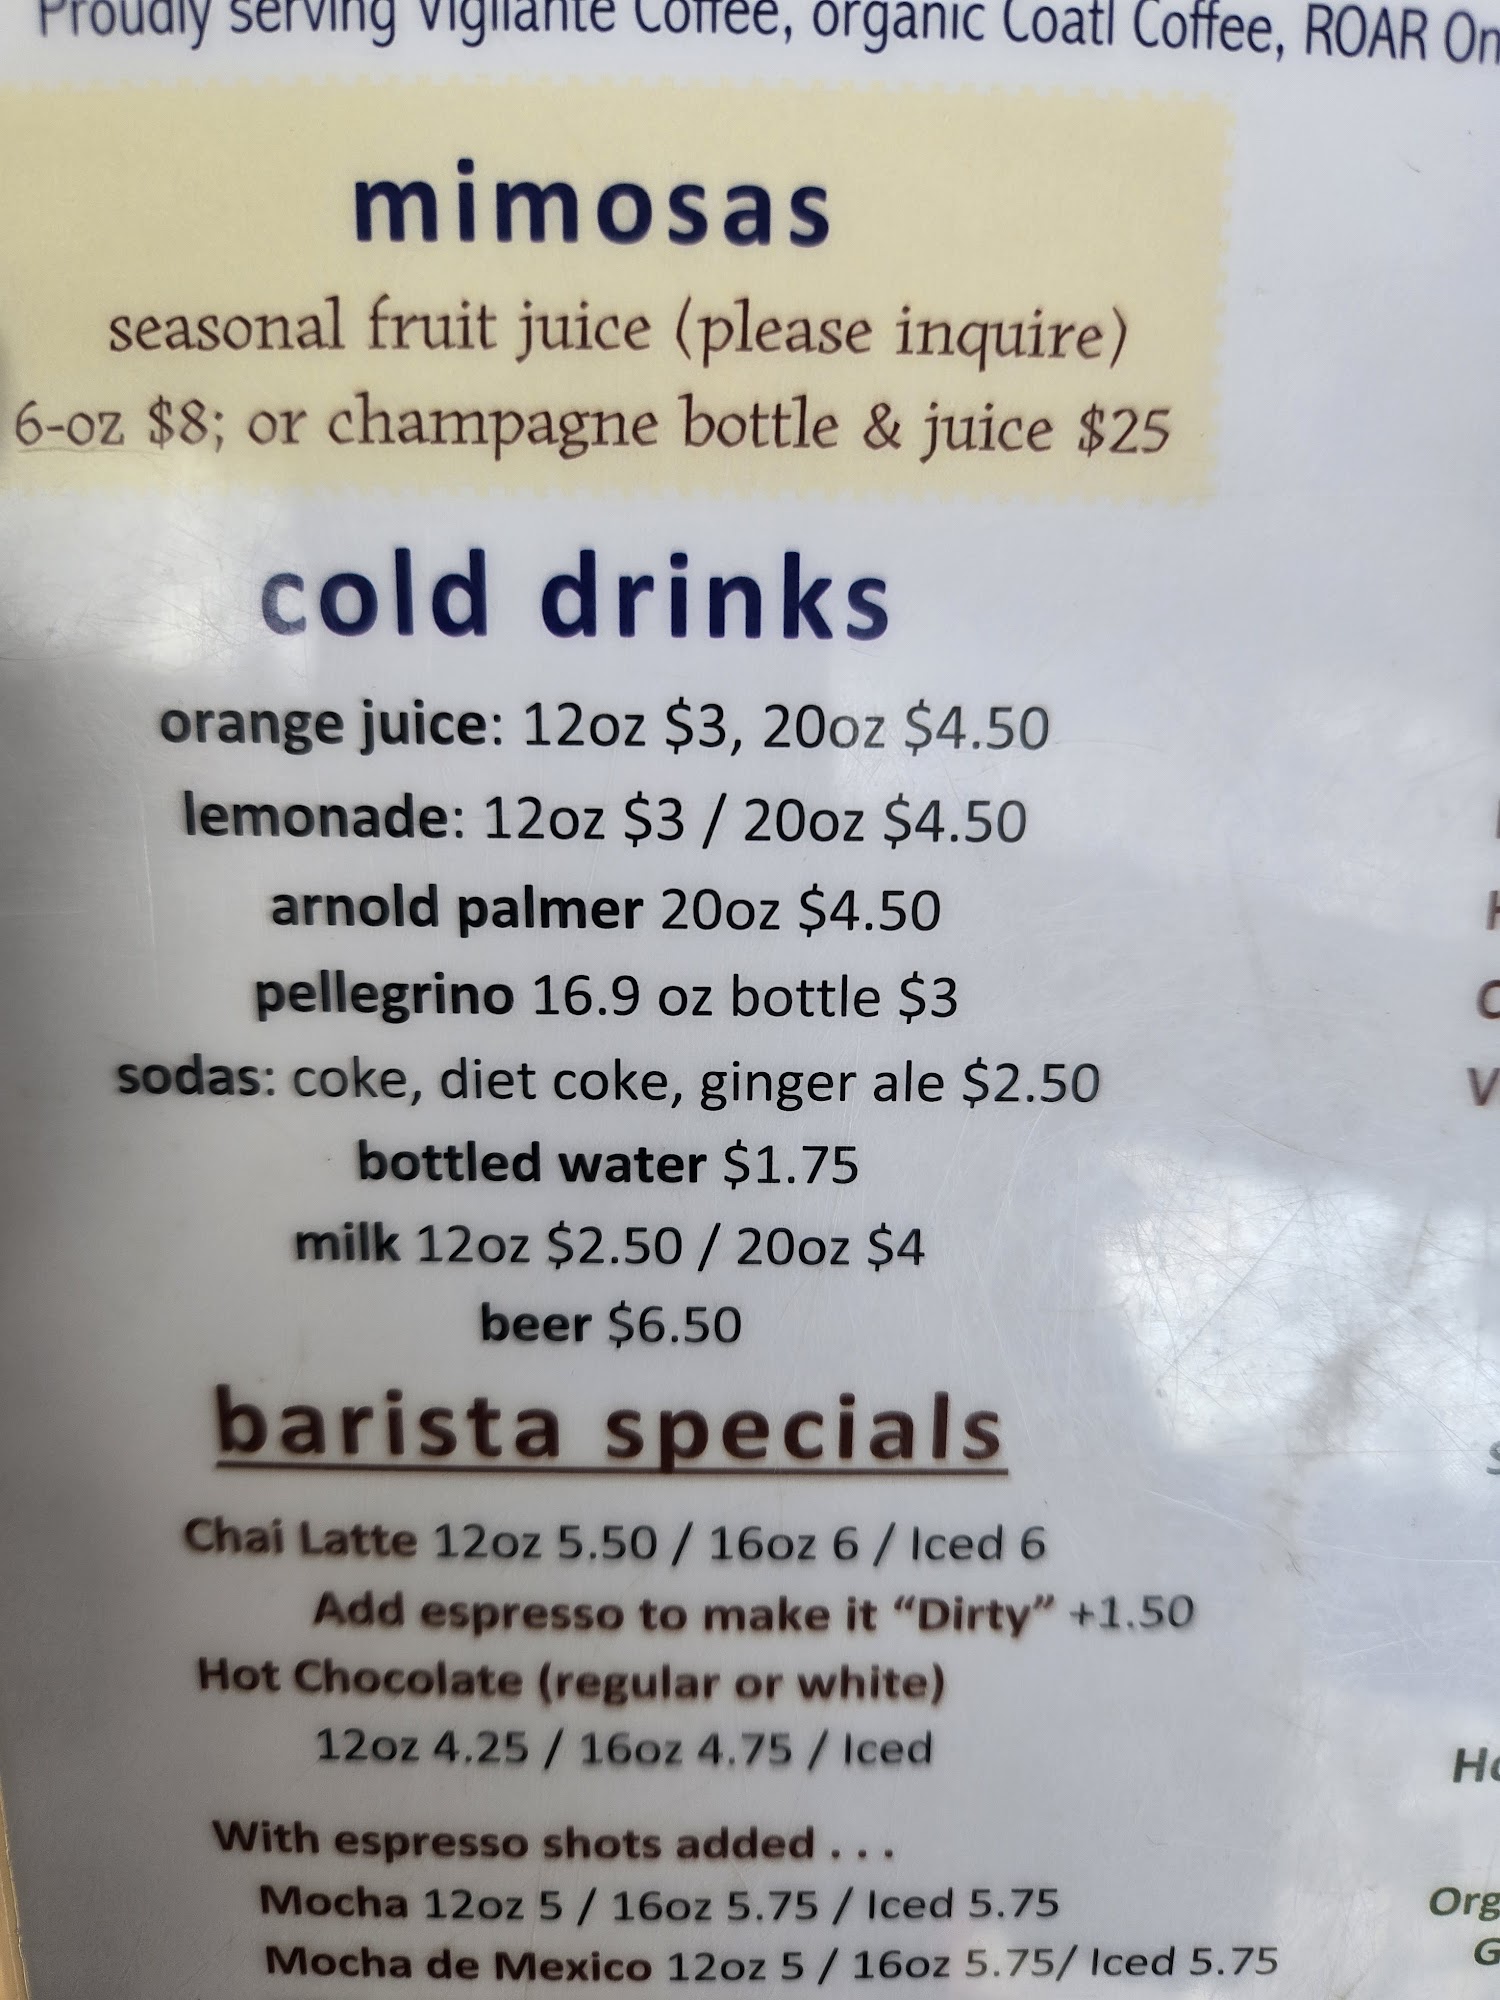 Proudly serving Vigilante Coffee, organic Coatl Coffee, ROAR On
mimosas
seasonal fruit juice (please inquire)
6-oz $8; or champagne bottle & juice $25
cold drinks
orange juice: 12oz $3, 20oz $4.50
lemonade: 12oz $3 / 20oz $4.50
arnold palmer 20oz $4.50
pellegrino 16.9 oz bottle $3
sodas: coke, diet coke, ginger ale $2.50
bottled water $1.75
milk 12oz $2.50 / 20oz $4
beer $6.50
barista specials
Chai Latte 12oz 5.50 / 16oz 6 / Iced 6
Add espresso to make it “Dirty” +1.50
Hot Chocolate (regular or white)
12oz 4.25 / 16oz 4.75 / Iced
With espresso shots added . . .
Mocha 12oz 5 / 16oz 5.75 / Iced 5.75
Mocha de Mexico 12oz 5 / 16oz 5.75/ Iced 5.75